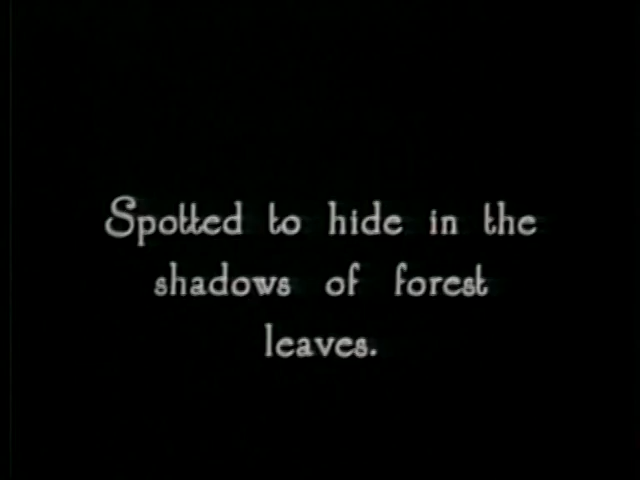 Spotted to hide in the
shadows of forest
leaves.